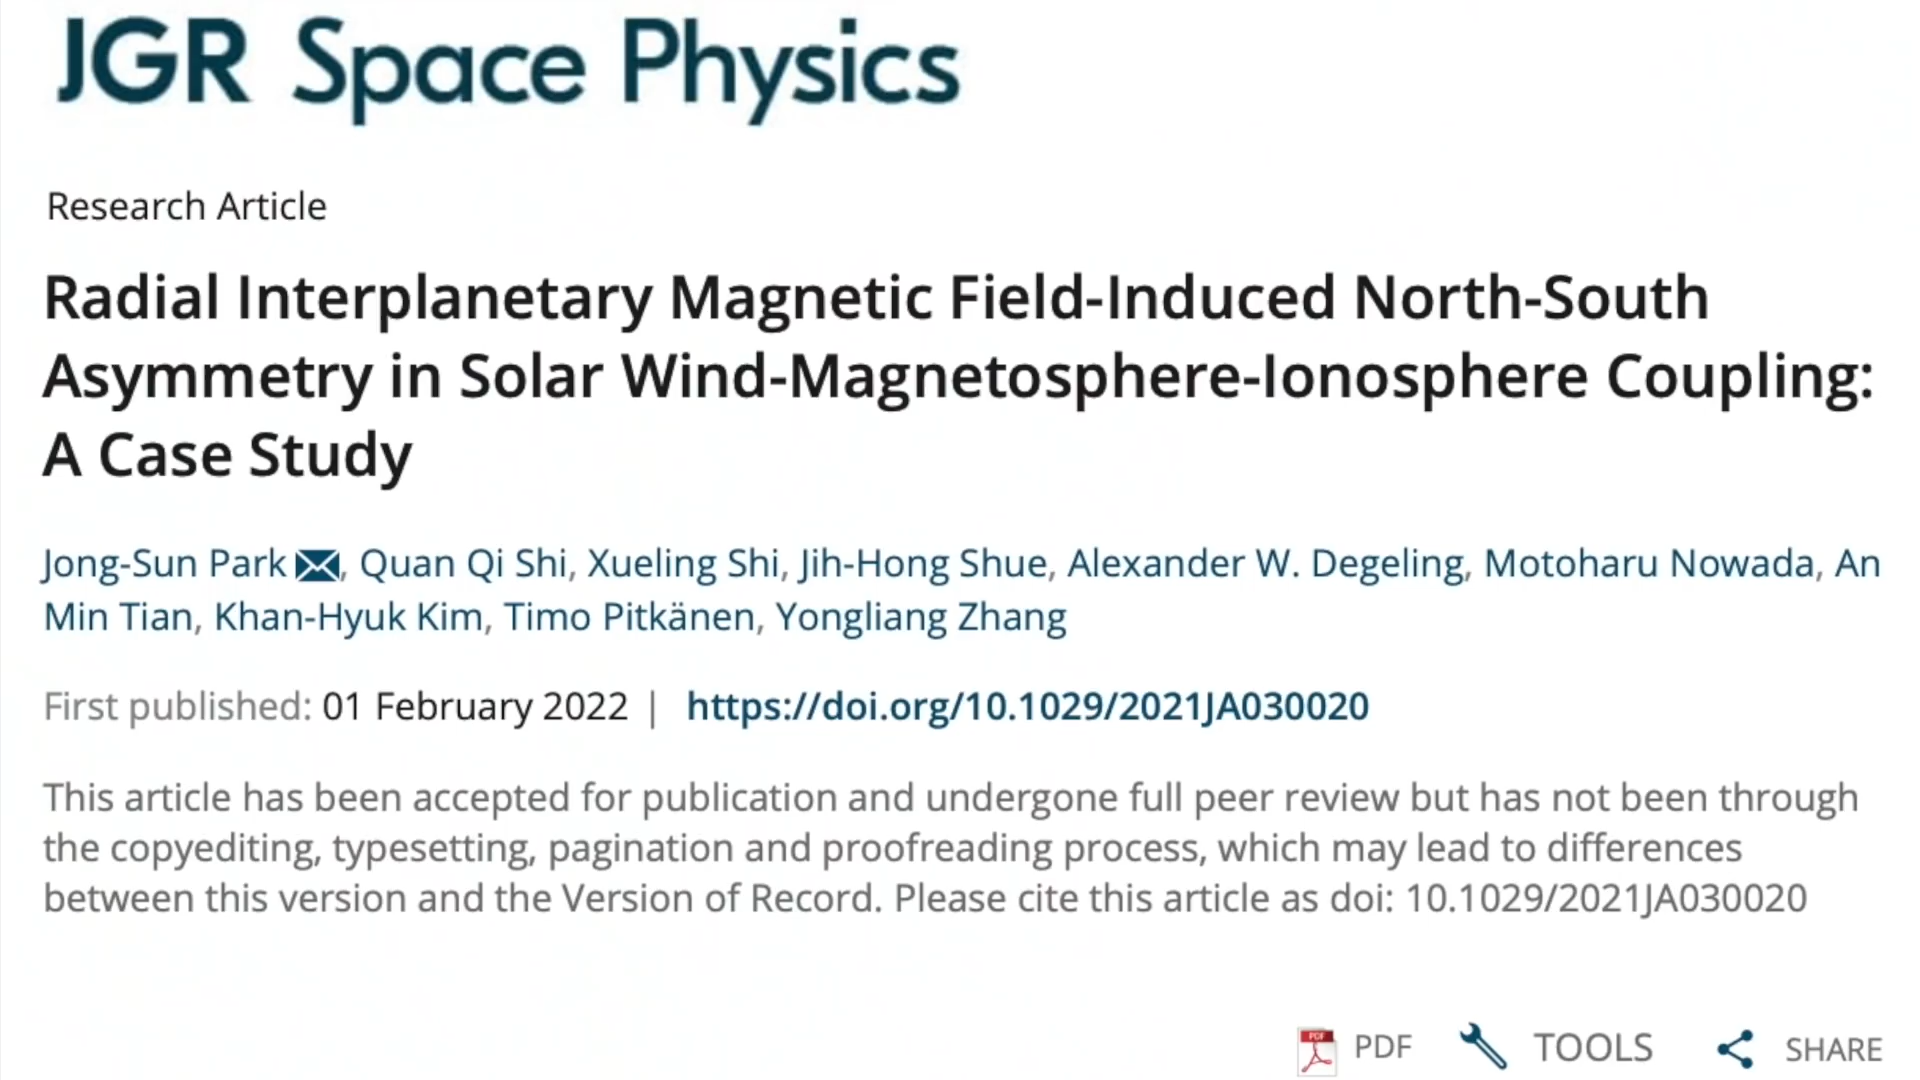 JGR Space Physics
Research Article
Radial Interplanetary Magnetic Field-Induced North-South
Asymmetry in Solar Wind-Magnetosphere-Ionosphere Coupling:
A Case Study
Jong-Sun Park, Quan Qi Shi, Xueling Shi, Jih-Hong Shue, Alexander W. Degeling, Motoharu Nowada, An
Min Tian, Khan-Hyuk Kim, Timo Pitkänen, Yongliang Zhang
First published: 01 February 2022 | https://doi.org/10.1029/2021JA030020
This article has been accepted for publication and undergone full peer review but has not been through
the copyediting, typesetting, pagination and proofreading process, which may lead to differences
between this version and the Version of Record. Please cite this article as doi: 10.1029/2021JA030020
PDF PDF TOOLS SHARE